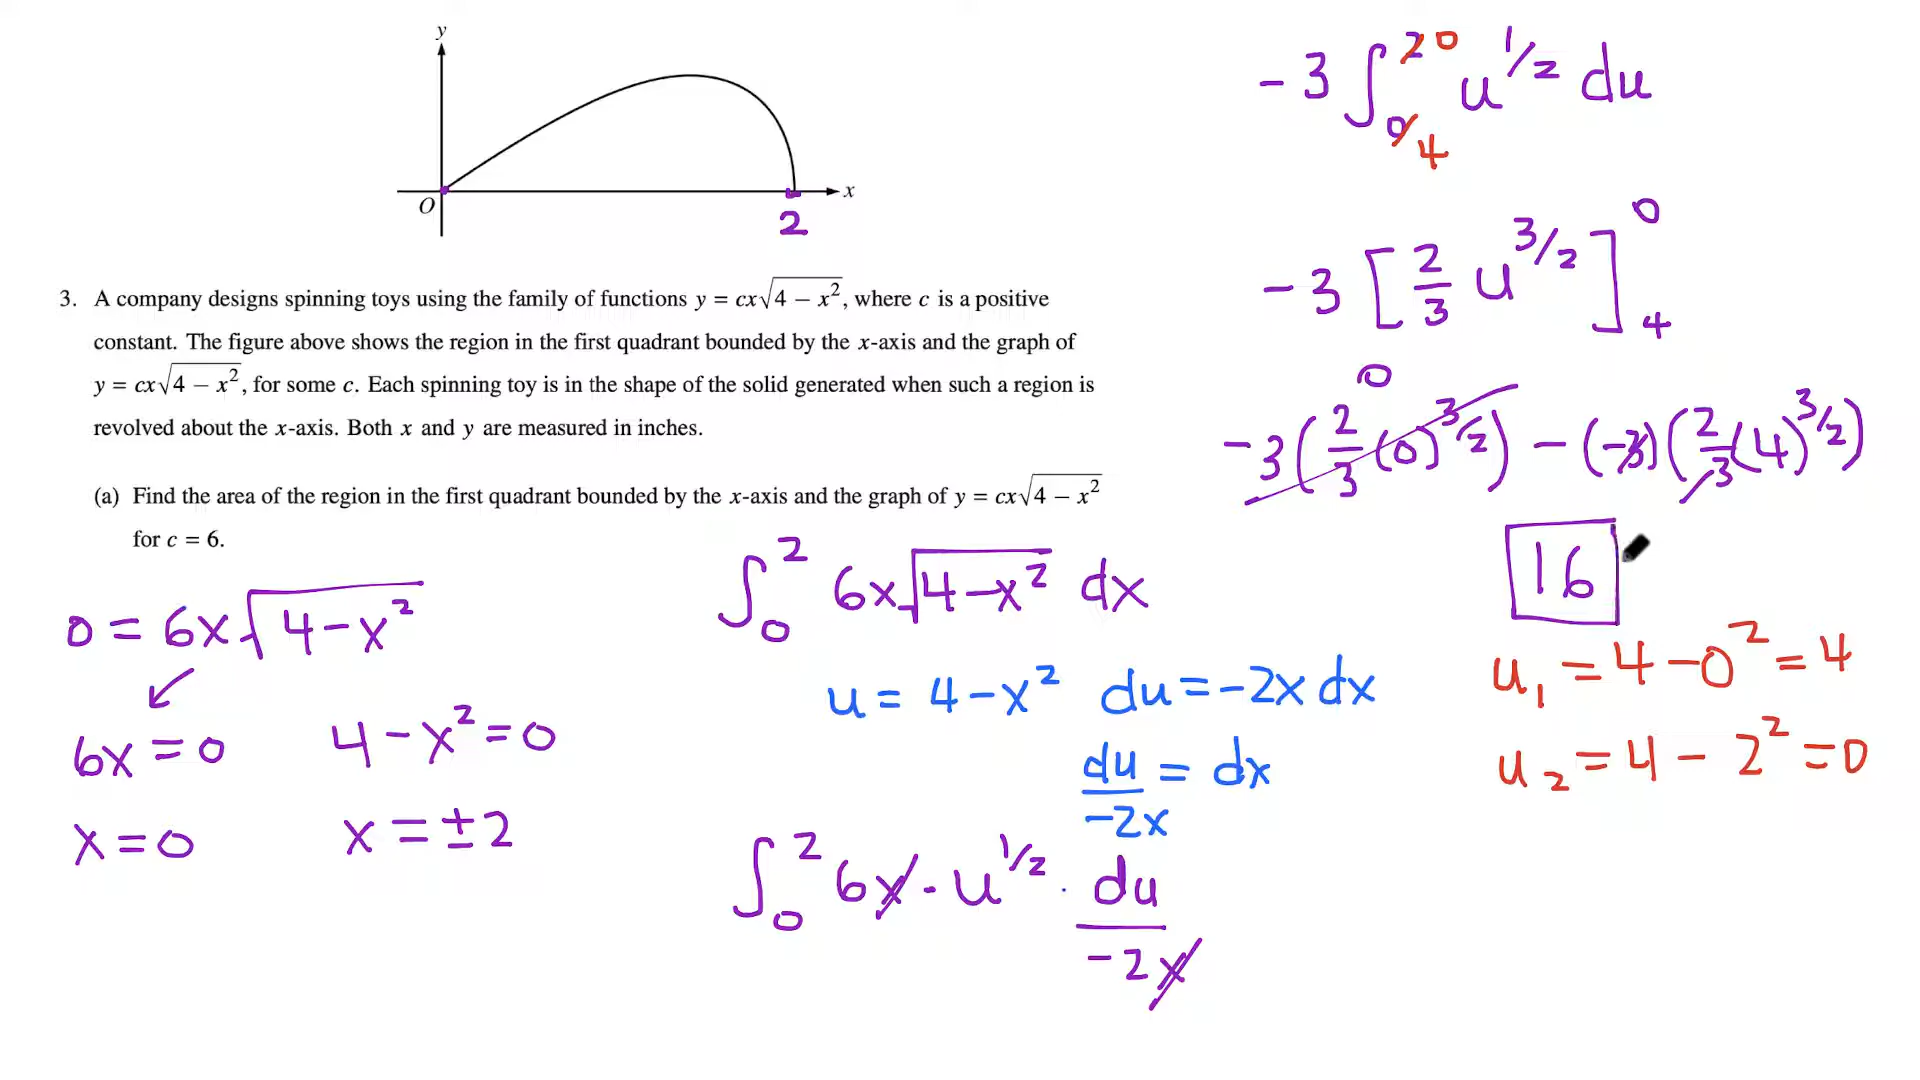 y
x
O
2
3. A company designs spinning toys using the family of functions y = cx√(4 − x²), where c is a positive
constant. The figure above shows the region in the first quadrant bounded by the x-axis and the graph of
y = cx√(4 − x²), for some c. Each spinning toy is in the shape of the solid generated when such a region is
revolved about the x-axis. Both x and y are measured in inches.
(a) Find the area of the region in the first quadrant bounded by the x-axis and the graph of y = cx√(4 − x²)
for c = 6.
0 = 6x√(4−x²)
6x = 0 4−x² = 0
x = 0 x = ±2
∫₀² 6x√(4−x²) dx
u = 4−x² du = −2x dx
du/−2x = dx
∫₀² 6x · u^1/2 · du/−2x
−3 ∫ 2 0 0 4 u^1/2 du
−3 [2/3 u^3/2] 0 4
0
−3(2/3(0)^3/2) − (−3)(2/3(4)^3/2)
16
u₁ = 4−0² = 4
u₂ = 4 − 2² = 0